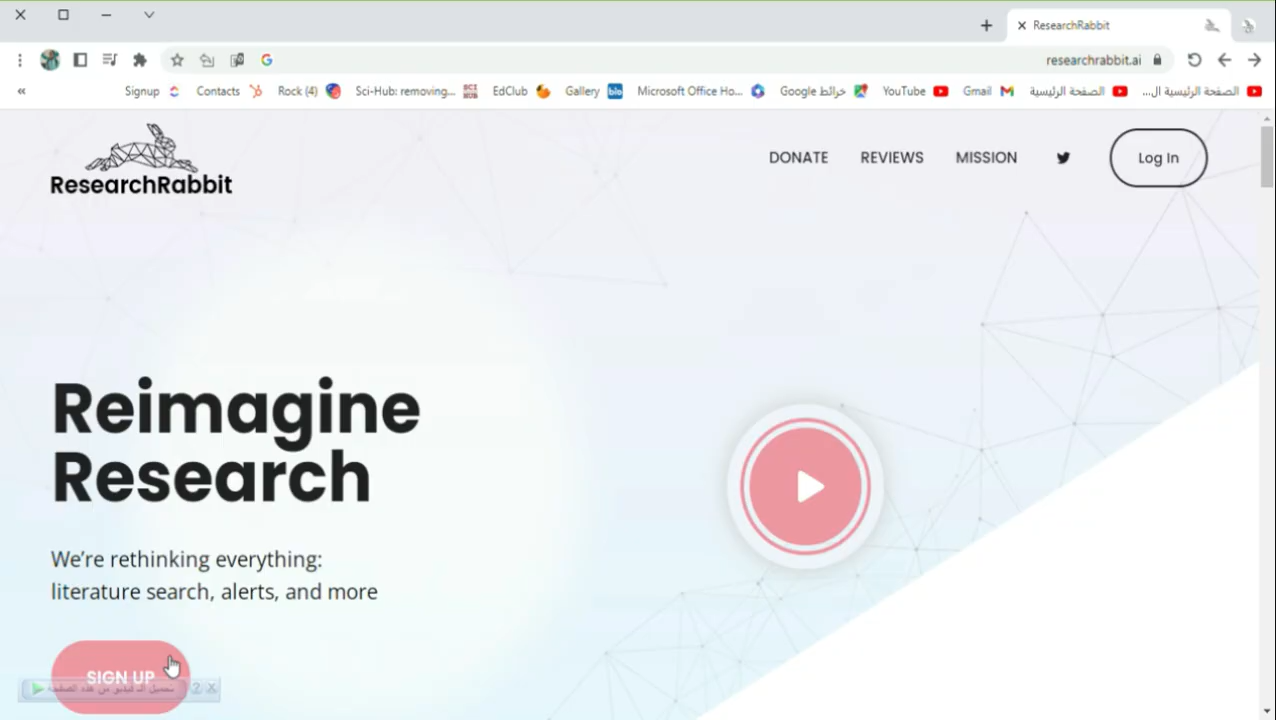 ResearchRabbit
researchrabbit.ai
Signup
Contacts
Rock (4)
Sci-Hub: removing...
EdClub
Gallery
Microsoft Office Ho...
خرائط Google
YouTube
Gmail
الصفحة الرئيسية
الصفحة الرئيسية ال...
ResearchRabbit
DONATE
REVIEWS
MISSION
Log In
Reimagine
Research
We’re rethinking everything:
literature search, alerts, and more
SIGN UP